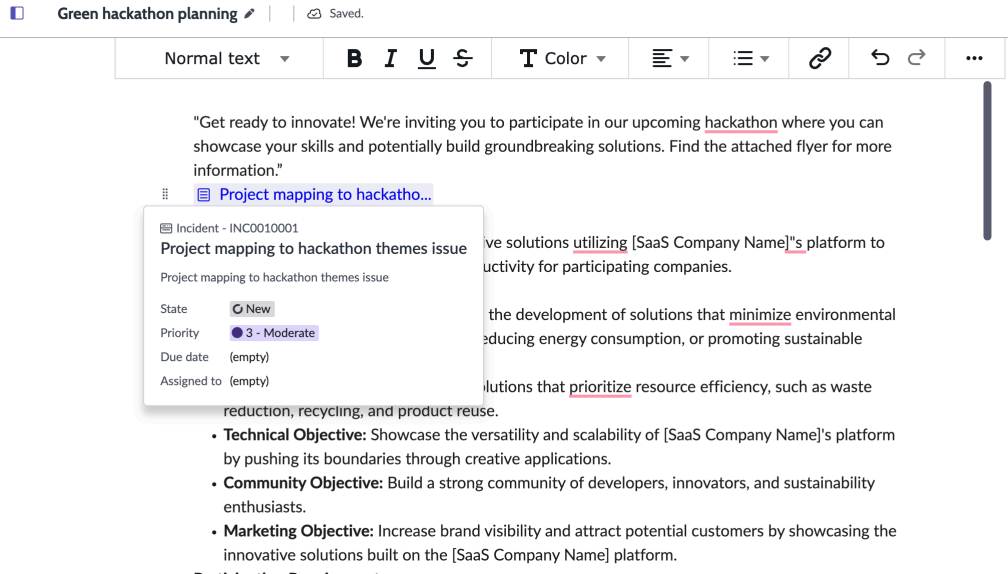 Green hackathon planning
Saved.
Normal text
B I U S T Color
"Get ready to innovate! We're inviting you to participate in our upcoming hackathon where you can
showcase your skills and potentially build groundbreaking solutions. Find the attached flyer for more
information.”
Project mapping to hackatho...
Incident - INC0010001
Project mapping to hackathon themes issue
Project mapping to hackathon themes issue
State New
Priority 3 - Moderate
Due date (empty)
Assigned to (empty)
solutions utilizing [SaaS Company Name]"s platform to
for participating companies.
the development of solutions that minimize environmental
energy consumption, or promoting sustainable
that prioritize resource efficiency, such as waste
reduction, recycling, and product reuse.
• Technical Objective: Showcase the versatility and scalability of [SaaS Company Name]'s platform
by pushing its boundaries through creative applications.
• Community Objective: Build a strong community of developers, innovators, and sustainability
enthusiasts.
• Marketing Objective: Increase brand visibility and attract potential customers by showcasing the
innovative solutions built on the [SaaS Company Name] platform.